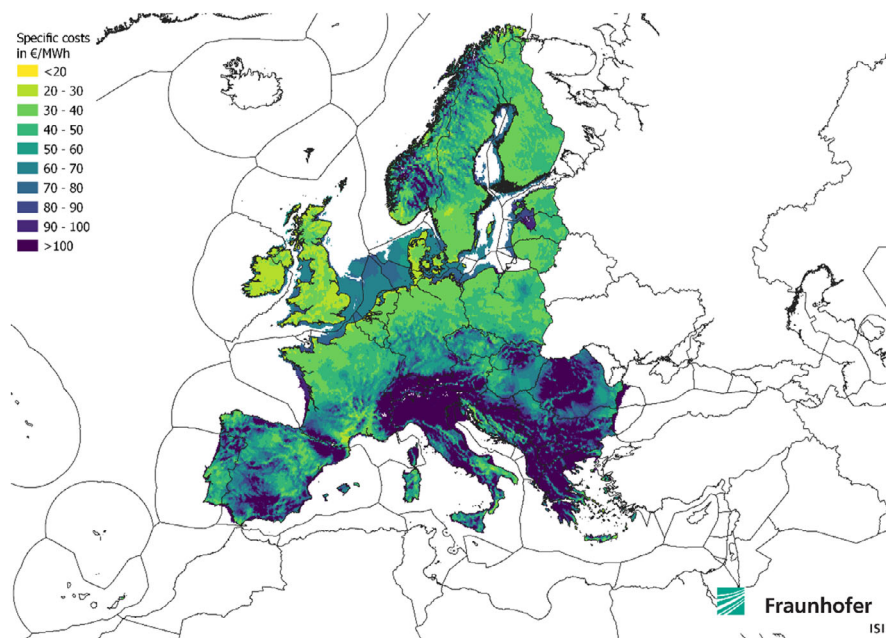 Specific costs
in €/MWh
<20
20 - 30
30 - 40
40 - 50
50 - 60
60 - 70
70 - 80
80 - 90
90 - 100
>100
Fraunhofer
ISI